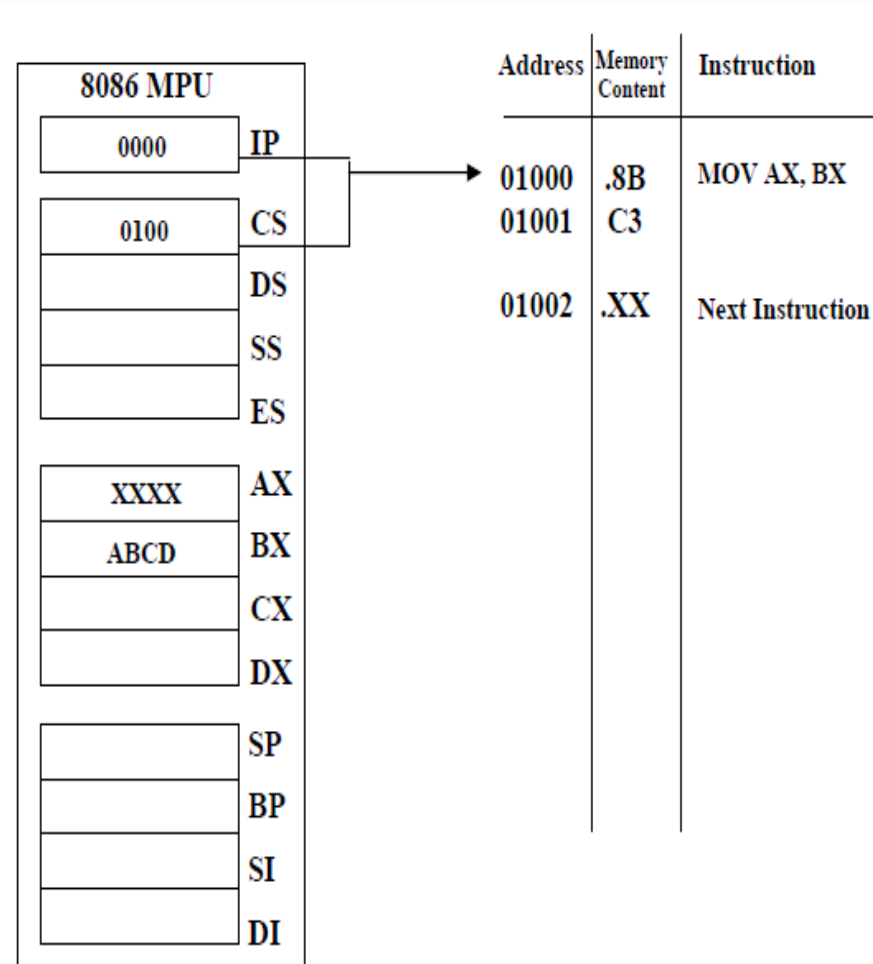 8086 MPU
0000 IP
0100 CS
DS
SS
ES
XXXX AX
ABCD BX
CX
DX
SP
BP
SI
DI
Address Memory Content Instruction
01000 .8B MOV AX, BX
01001 C3
01002 .XX Next Instruction